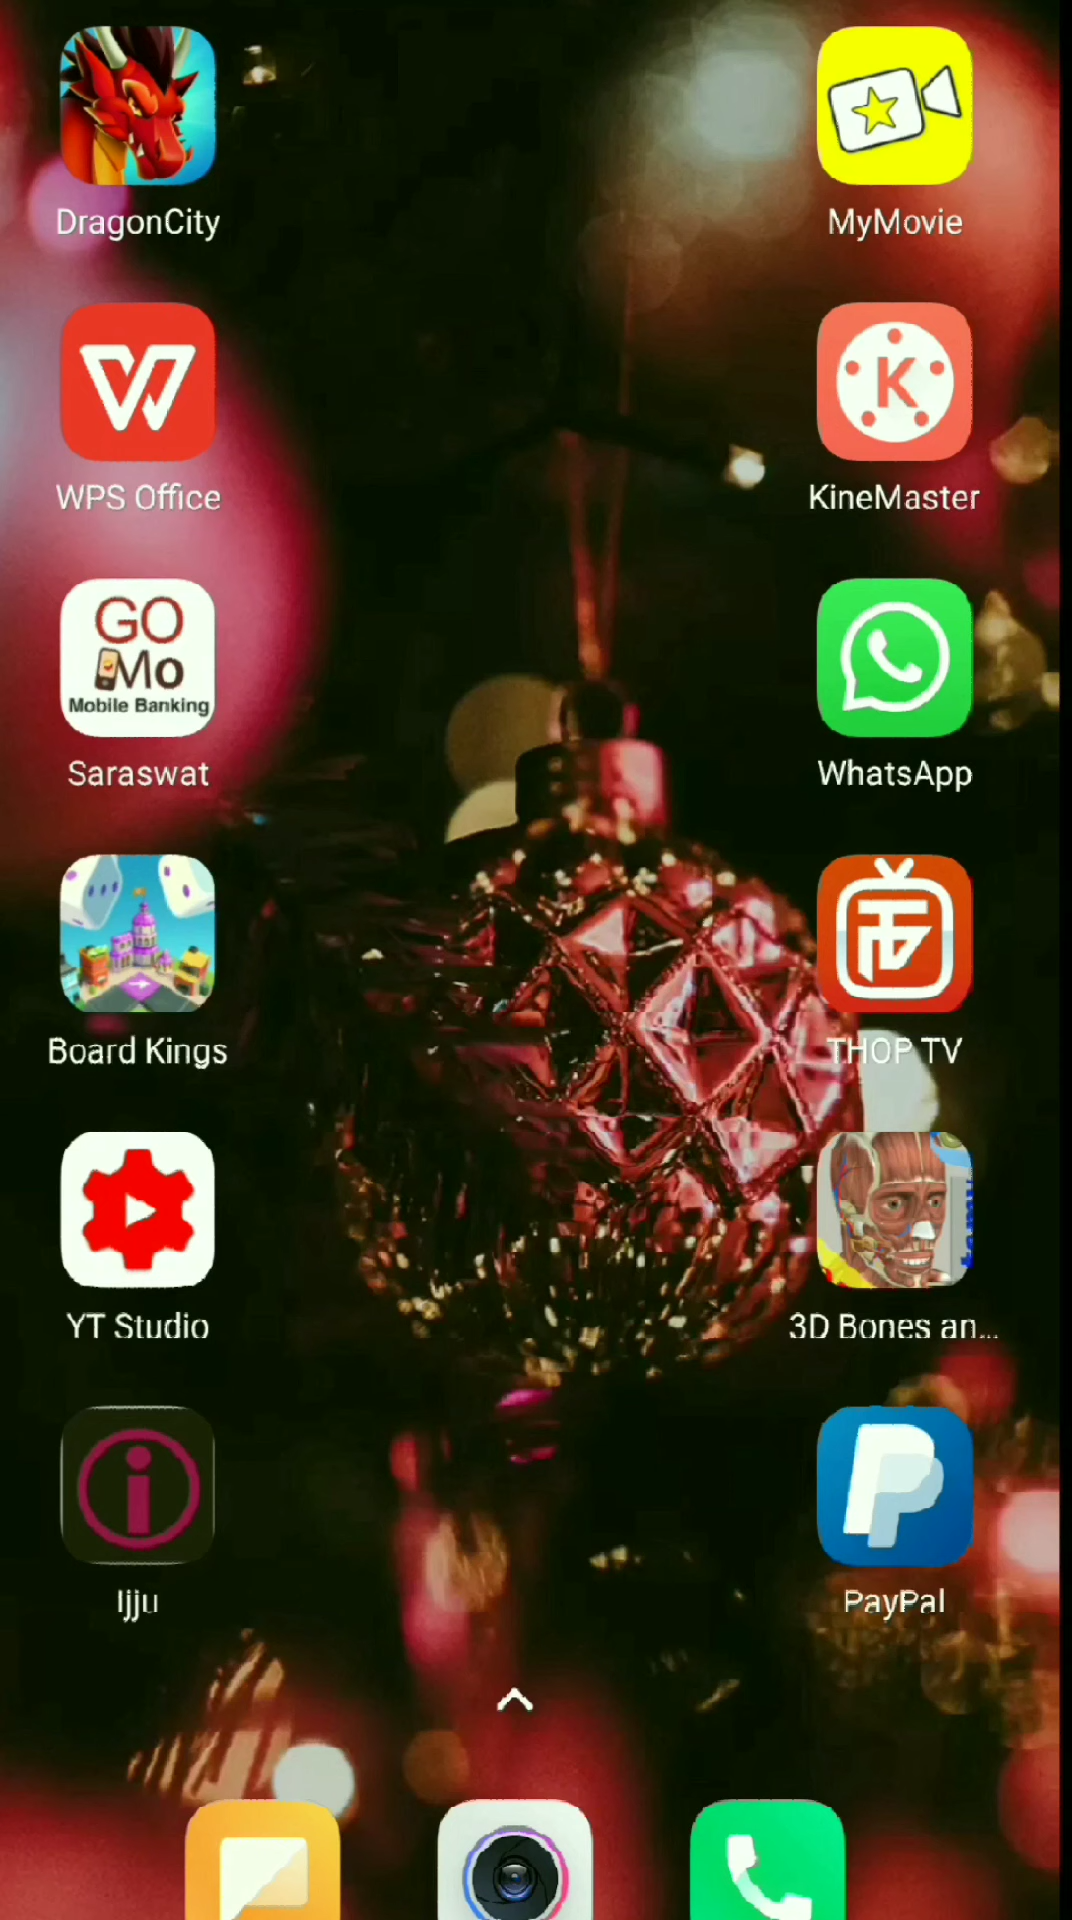 DragonCity
MyMovie
WPS Office
KineMaster
GO
Mo
Mobile Banking
Saraswat
WhatsApp
Board Kings
THOP TV
YT Studio
3D Bones an...
Ijju
PayPal